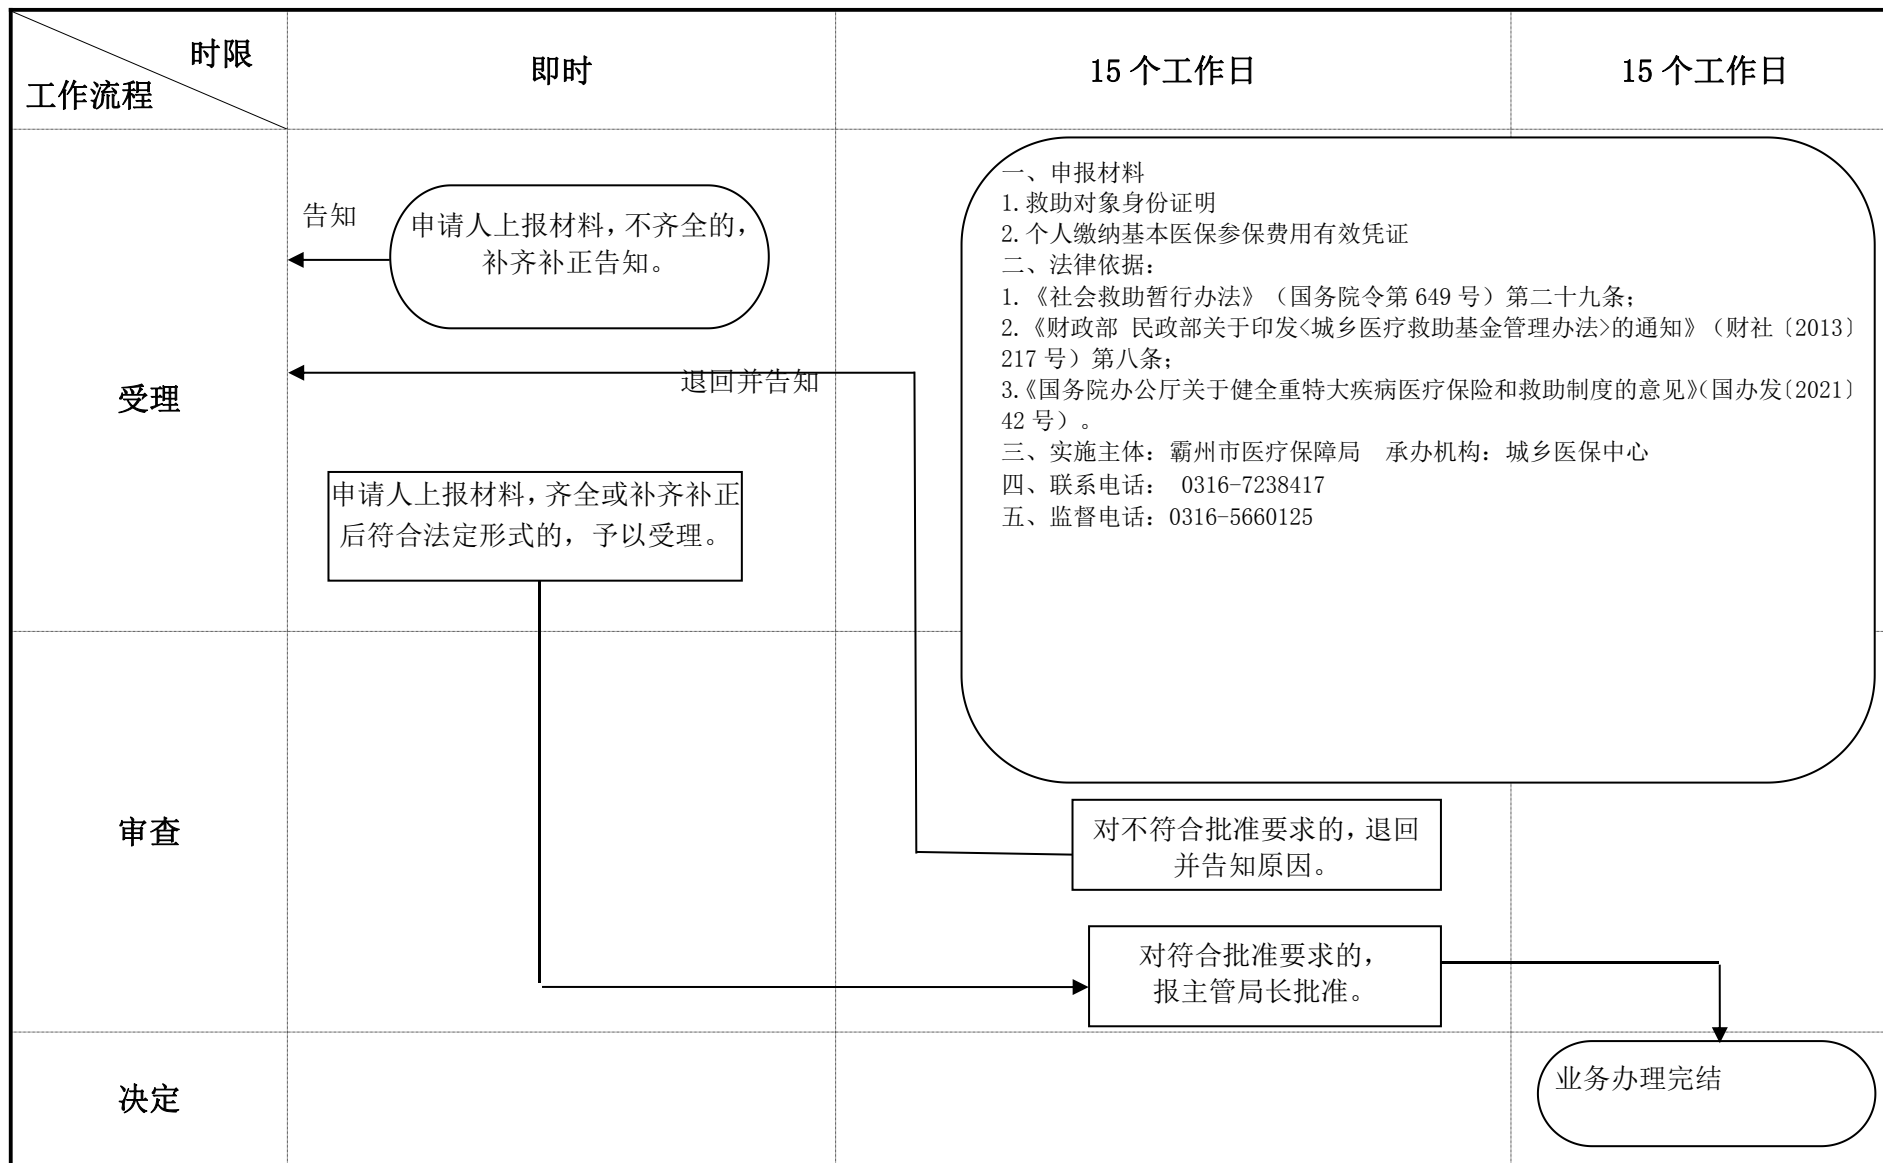 时限
工作流程
即时
15个工作日
15个工作日
受理
告知
申请人上报材料，不齐全的，
补齐补正告知。
退回并告知
申请人上报材料，齐全或补齐补正
后符合法定形式的，予以受理。
一、申报材料
1.救助对象身份证明
2.个人缴纳基本医保参保费用有效凭证
二、法律依据：
1.《社会救助暂行办法》（国务院令第649号）第二十九条；
2.《财政部 民政部关于印发<城乡医疗救助基金管理办法>的通知》（财社〔2013〕
217号）第八条；
3.《国务院办公厅关于健全重特大疾病医疗保险和救助制度的意见》（国办发〔2021〕
42号）。
三、实施主体：霸州市医疗保障局　承办机构：城乡医保中心
四、联系电话： 0316-7238417
五、监督电话：0316-5660125
审查
对不符合批准要求的，退回
并告知原因。
对符合批准要求的，
报主管局长批准。
决定
业务办理完结